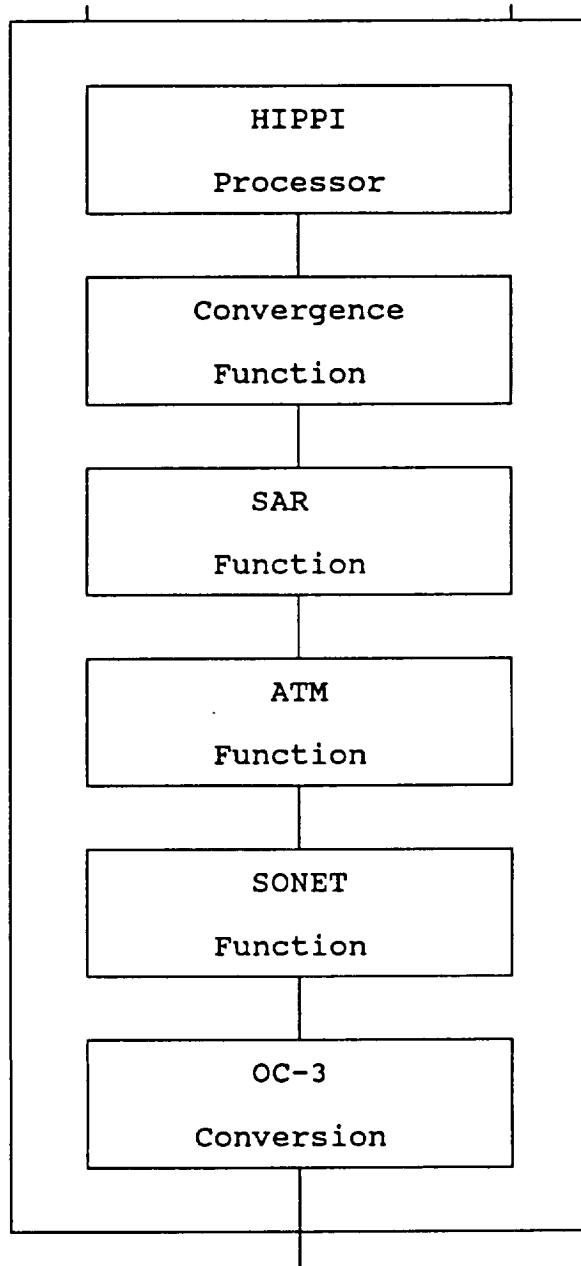 HIPPI
Processor
Convergence
Function
SAR
Function
ATM
Function
SONET
Function
OC-3
Conversion